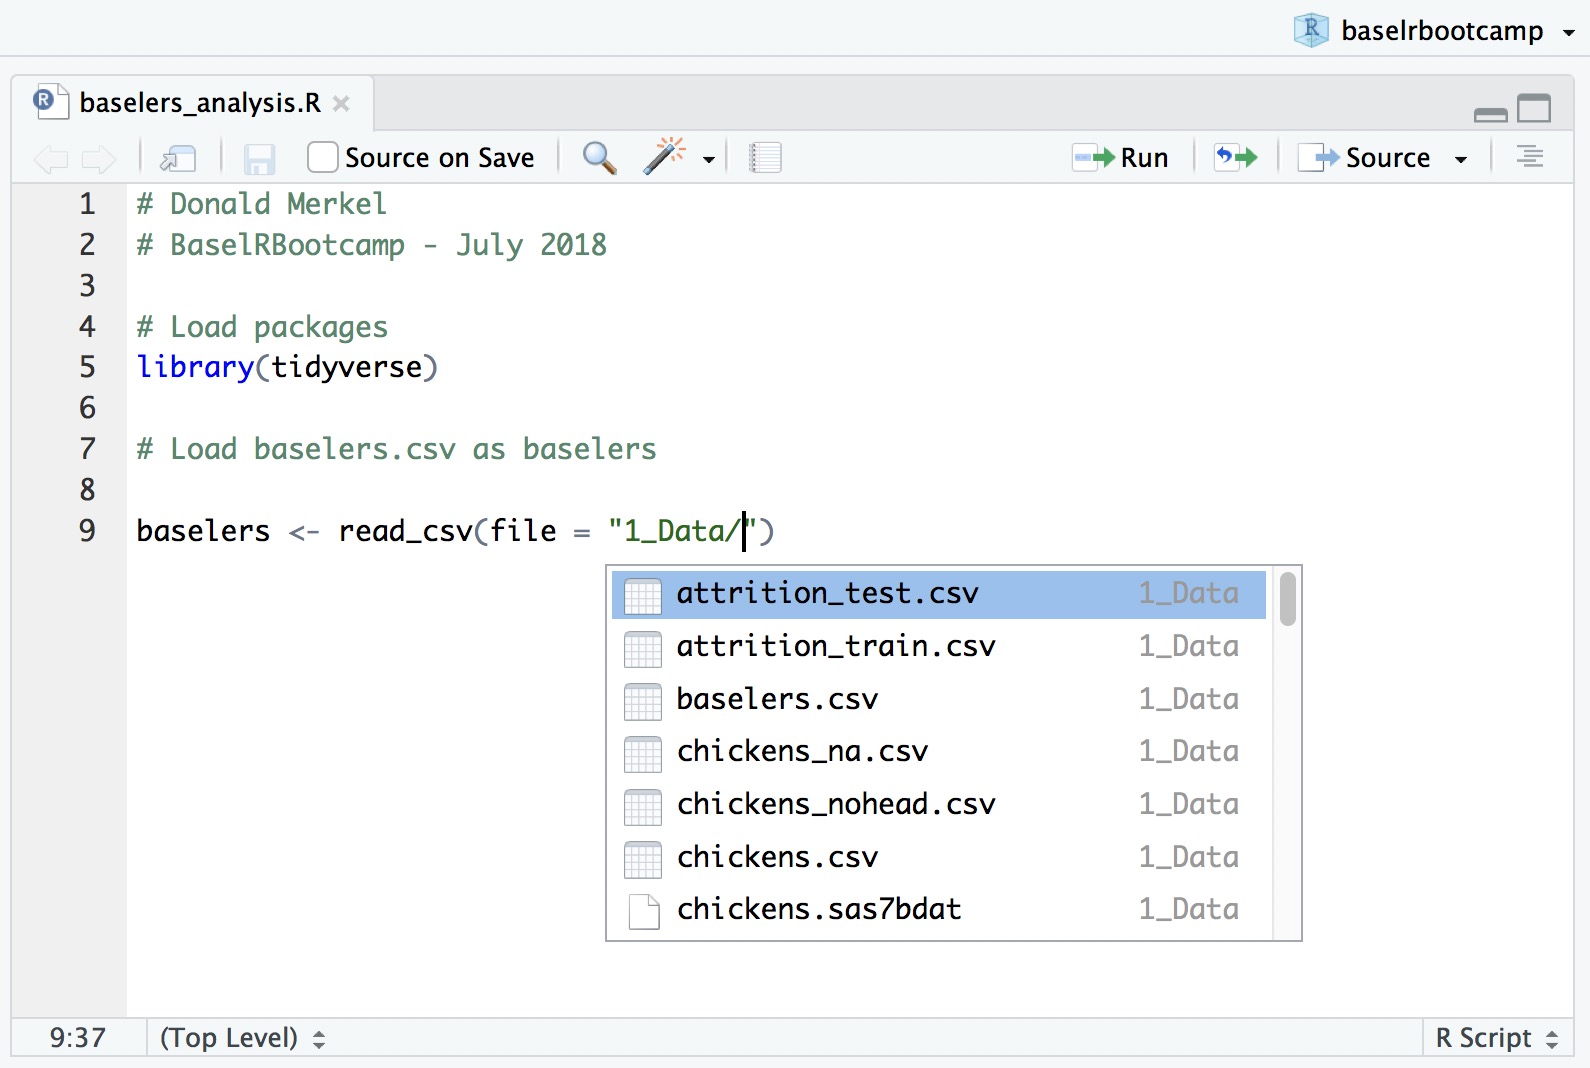 baselrbootcamp
baselers_analysis.R
Source on Save
Run
Source
1 # Donald Merkel
2 # BaselRBootcamp - July 2018
3
4 # Load packages
5 library(tidyverse)
6
7 # Load baselers.csv as baselers
8
9 baselers <- read_csv(file = "1_Data/")
attrition_test.csv 1_Data
attrition_train.csv 1_Data
baselers.csv 1_Data
chickens_na.csv 1_Data
chickens_nohead.csv 1_Data
chickens.csv 1_Data
chickens.sas7bdat 1_Data
9:37 (Top Level) R Script